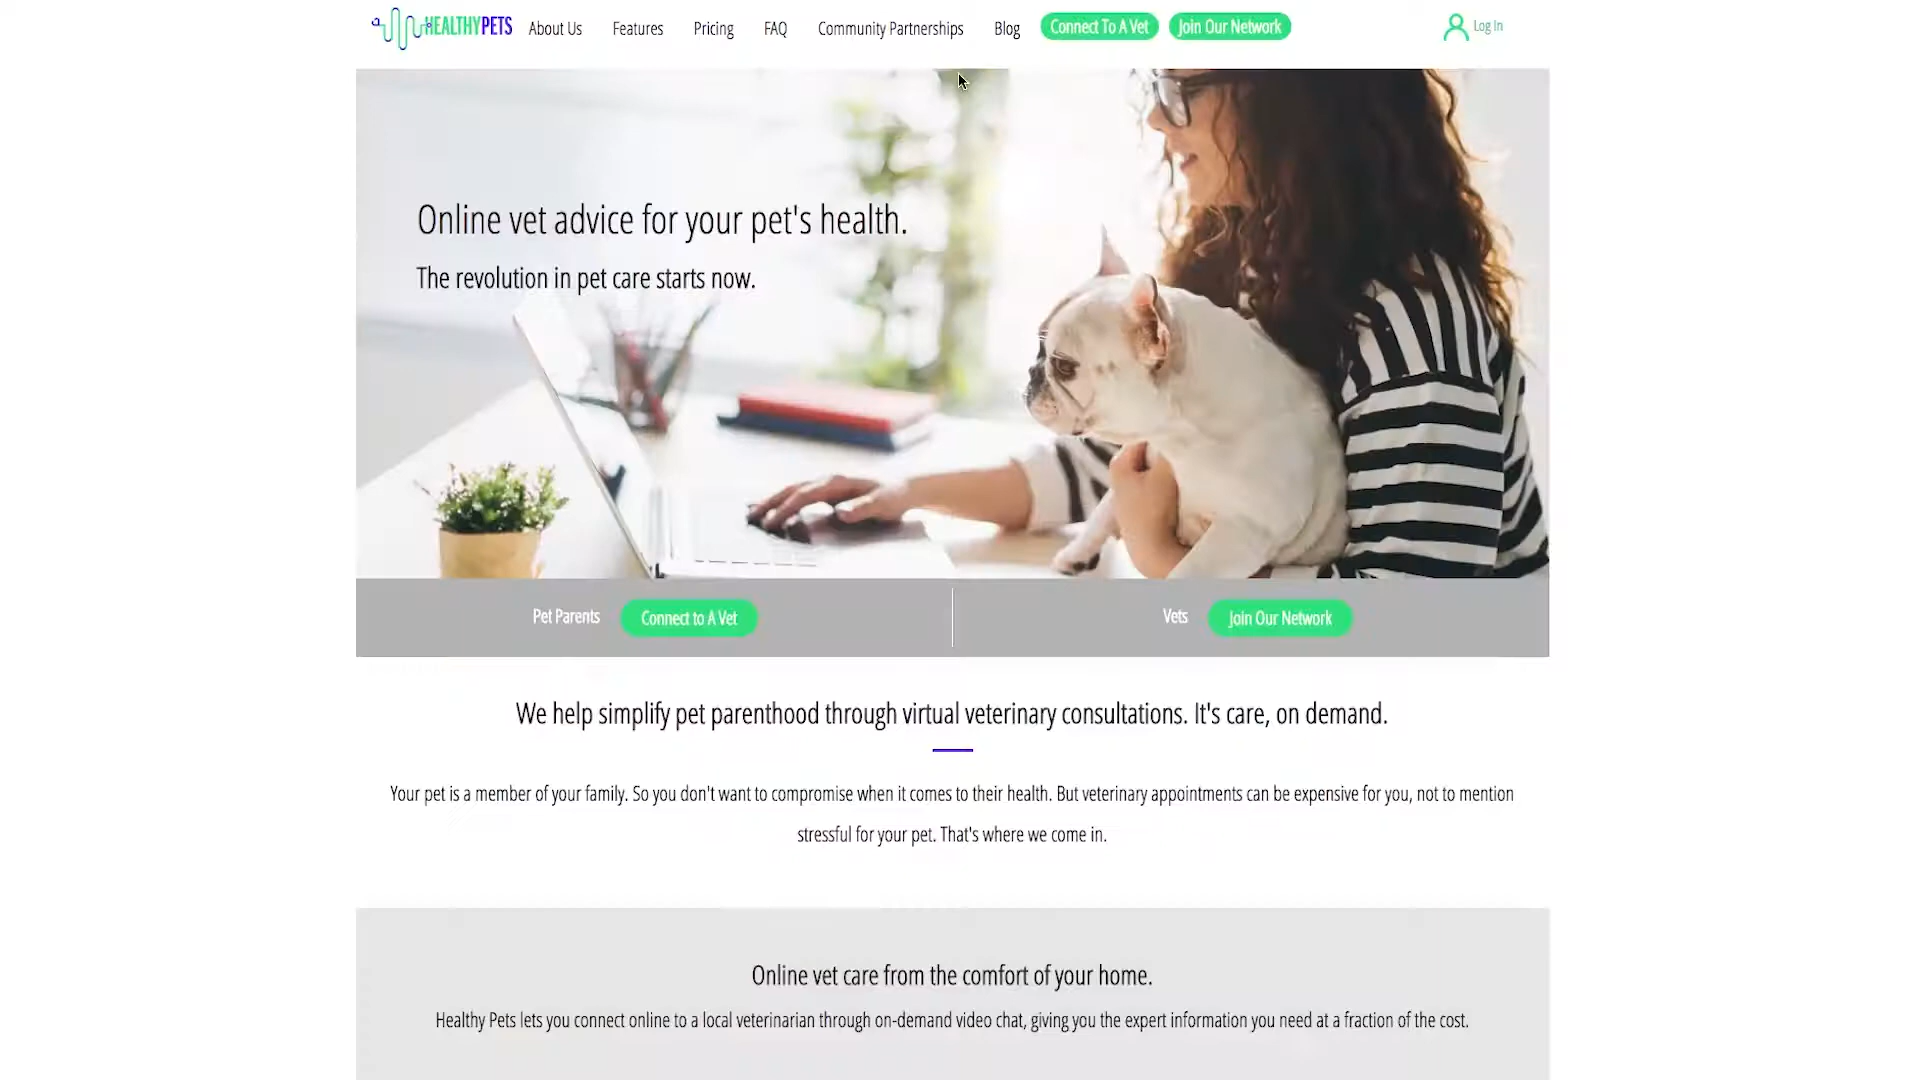 HEALTHYPETS About Us Features Pricing FAQ Community Partnerships Blog Connect To A Vet Join Our Network Log In
Online vet advice for your pet's health.
The revolution in pet care starts now.
Pet Parents Connect to A Vet Vets Join Our Network
We help simplify pet parenthood through virtual veterinary consultations. It's care, on demand.
Your pet is a member of your family. So you don't want to compromise when it comes to their health. But veterinary appointments can be expensive for you, not to mention
stressful for your pet. That's where we come in.
Online vet care from the comfort of your home.
Healthy Pets lets you connect online to a local veterinarian through on-demand video chat, giving you the expert information you need at a fraction of the cost.